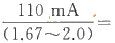 110 mA
(1.67~2.0) =